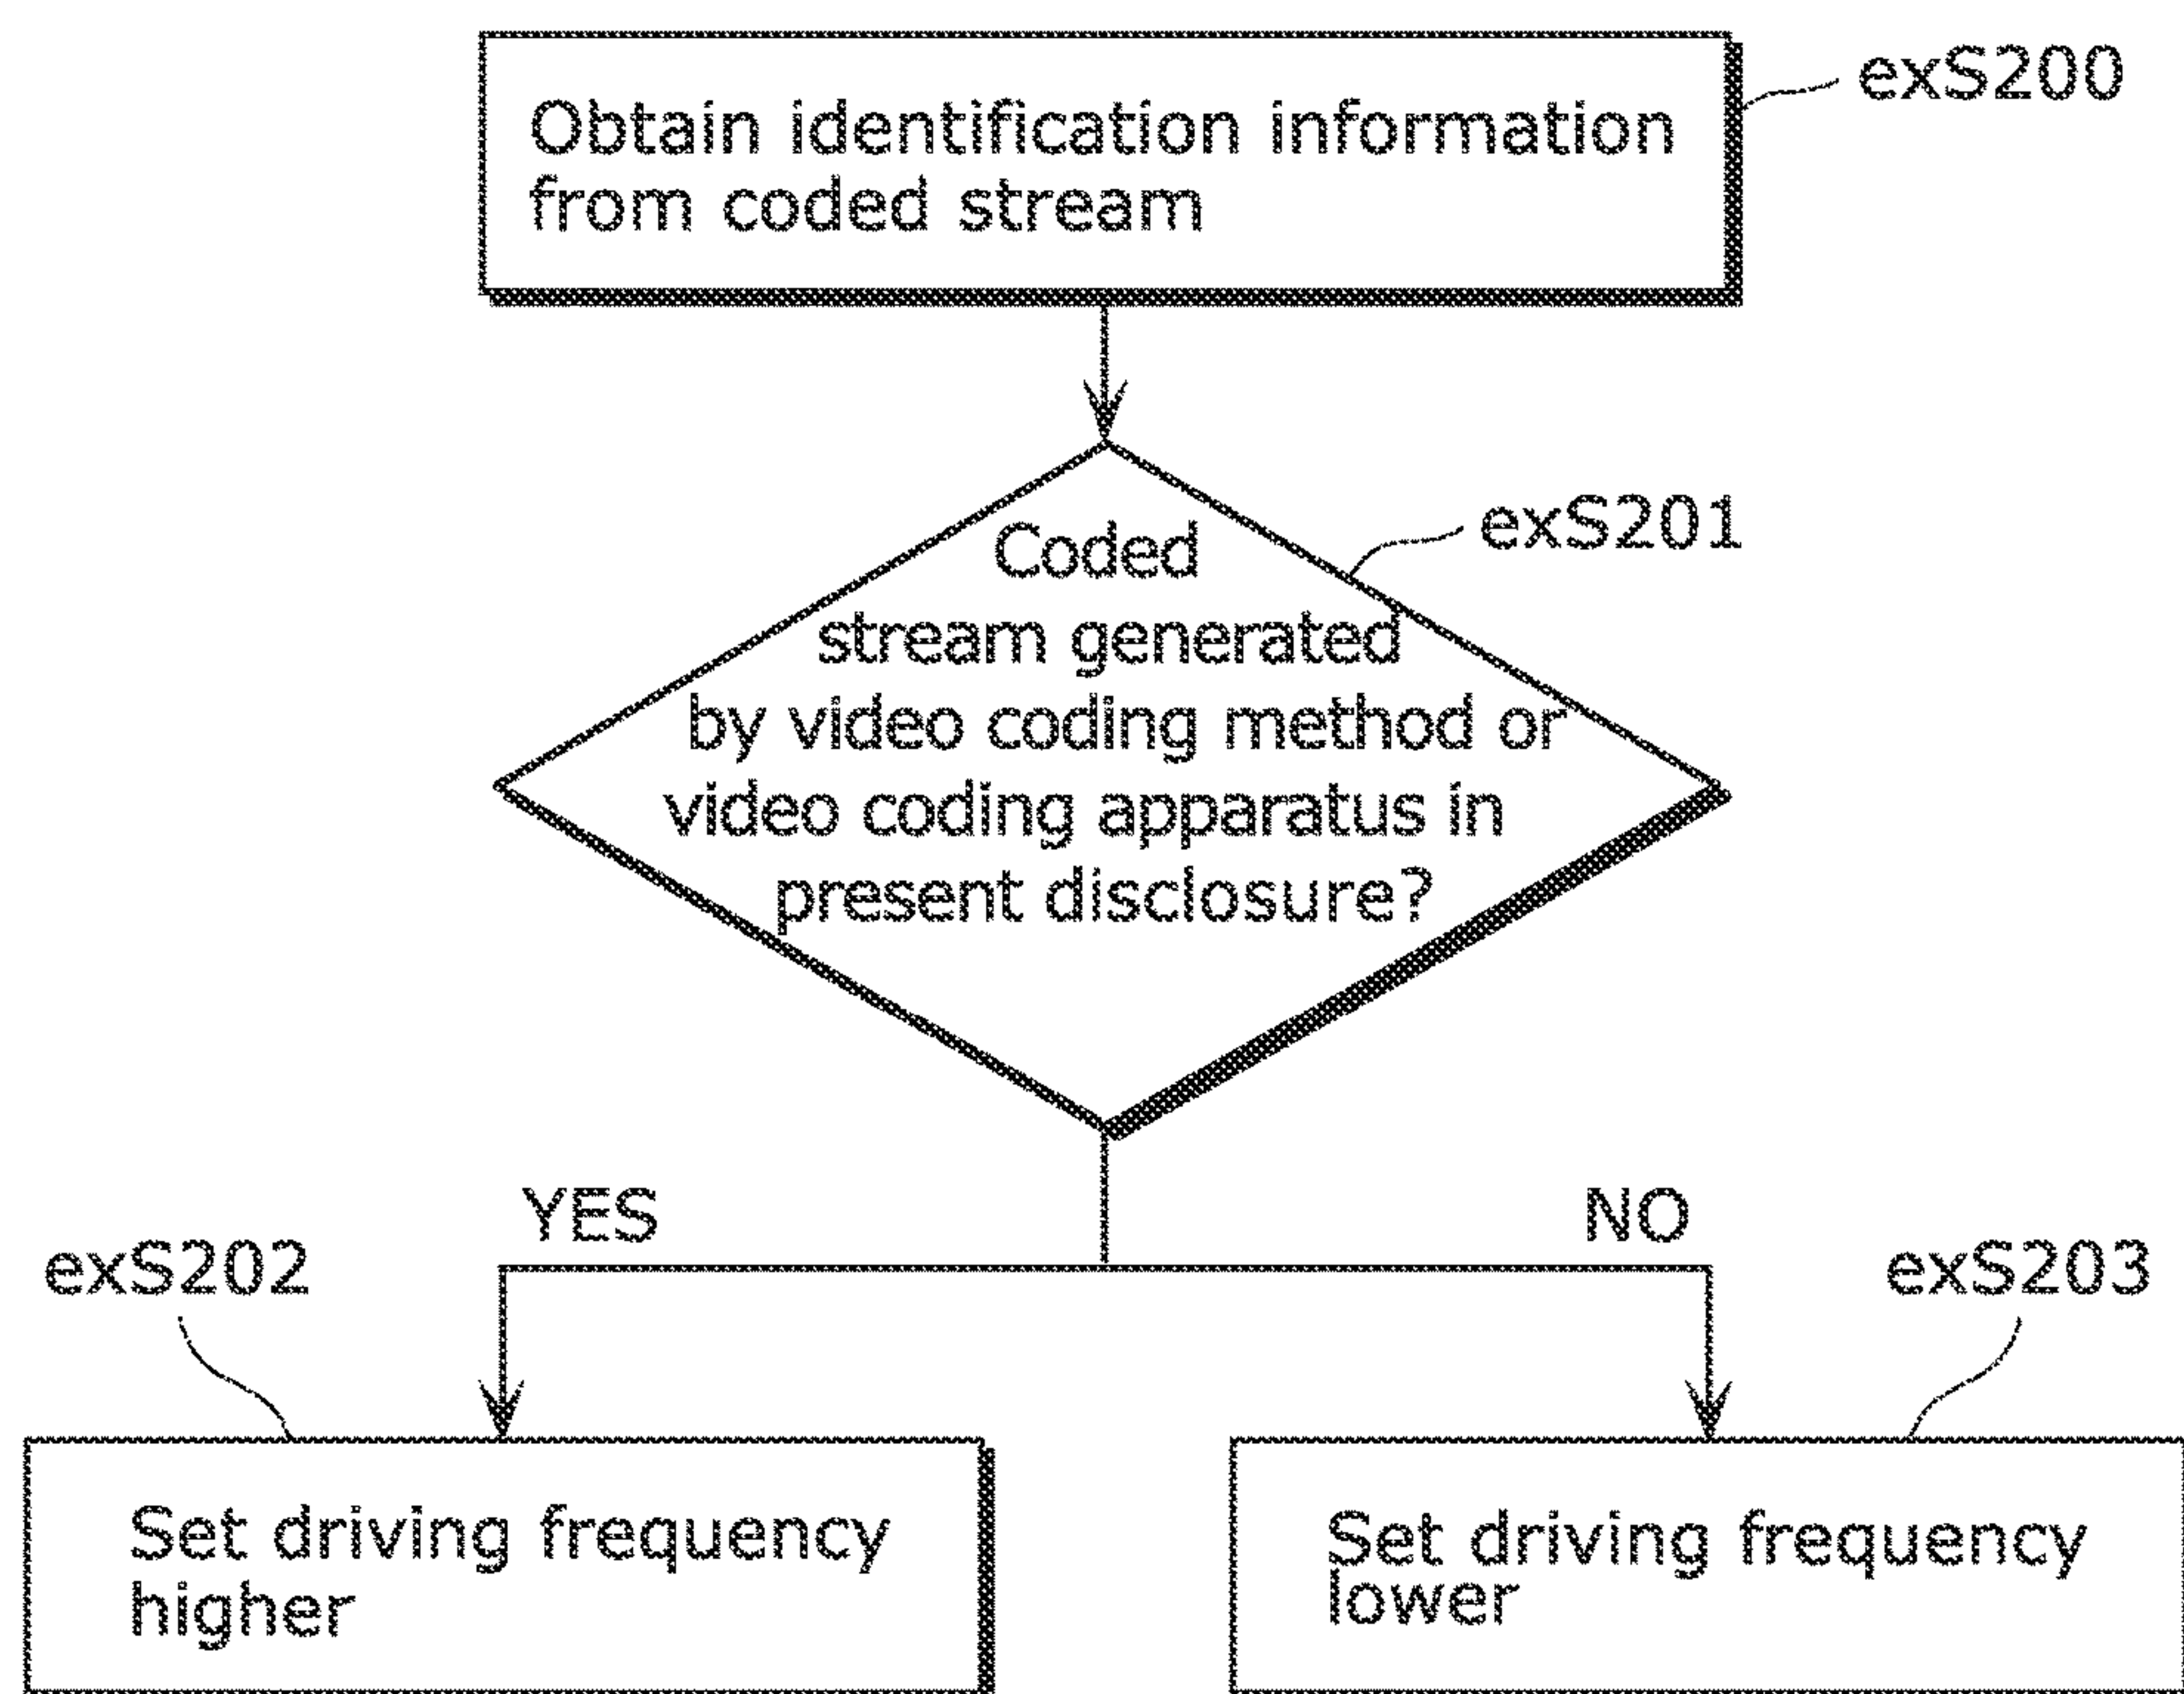 Obtain identification information
from coded stream
exS200
Coded
stream generated
by video coding method or
video coding apparatus in
present disclosure?
exS201
YES
NO
exS202
exS203
Set driving frequency
higher
Set driving frequency
lower